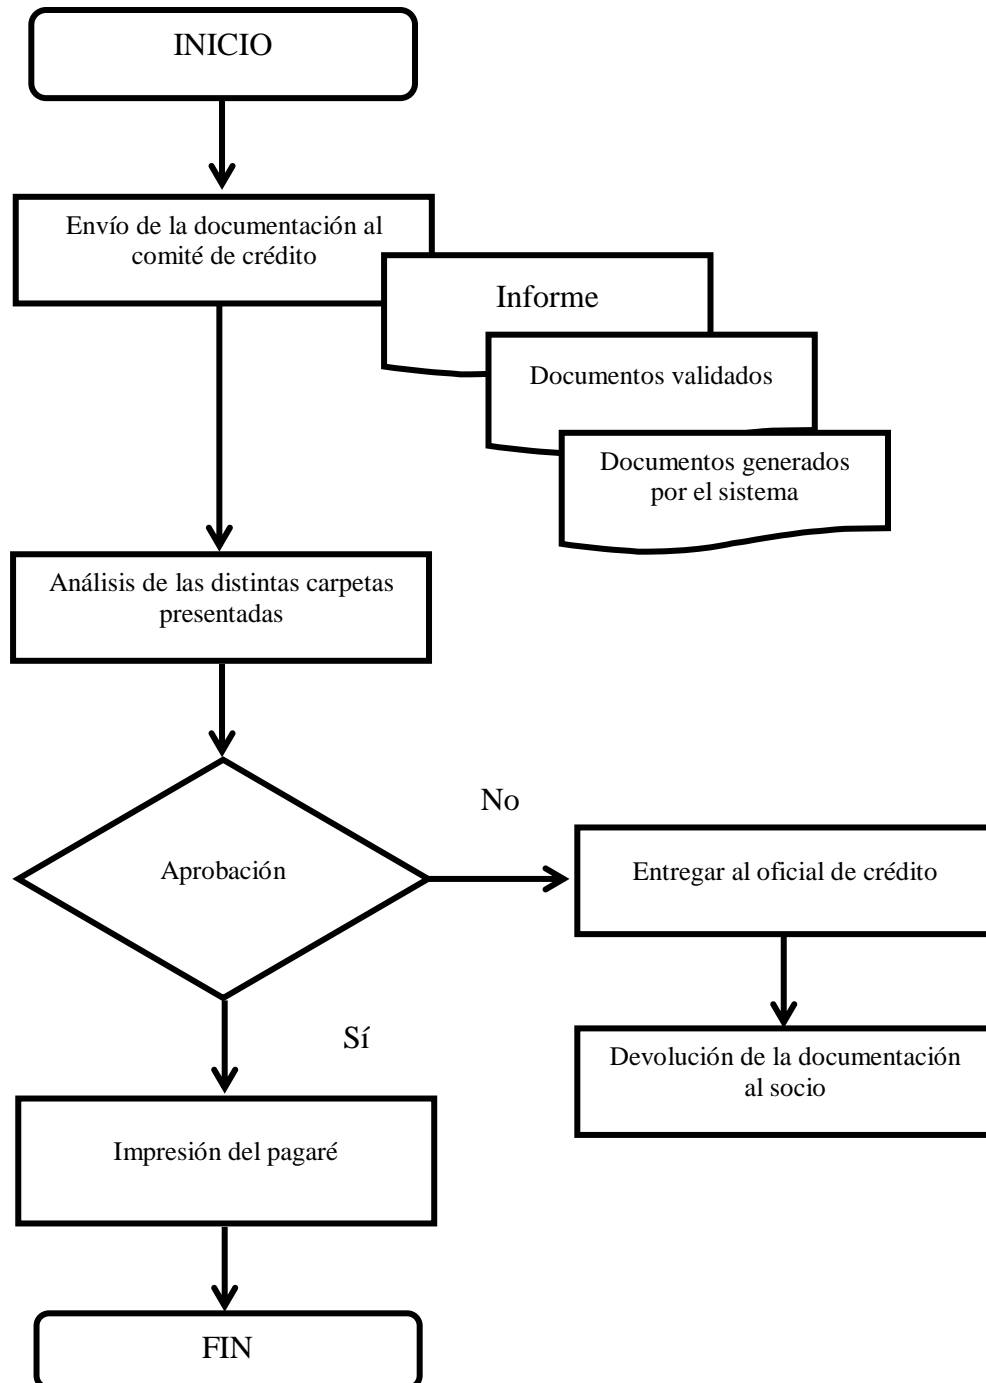 INICIO
Envío de la documentación al
comité de crédito
Informe
Documentos validados
Documentos generados
por el sistema
Análisis de las distintas carpetas
presentadas
Aprobación
No
Entregar al oficial de crédito
Sí
Devolución de la documentación
al socio
Impresión del pagaré
FIN